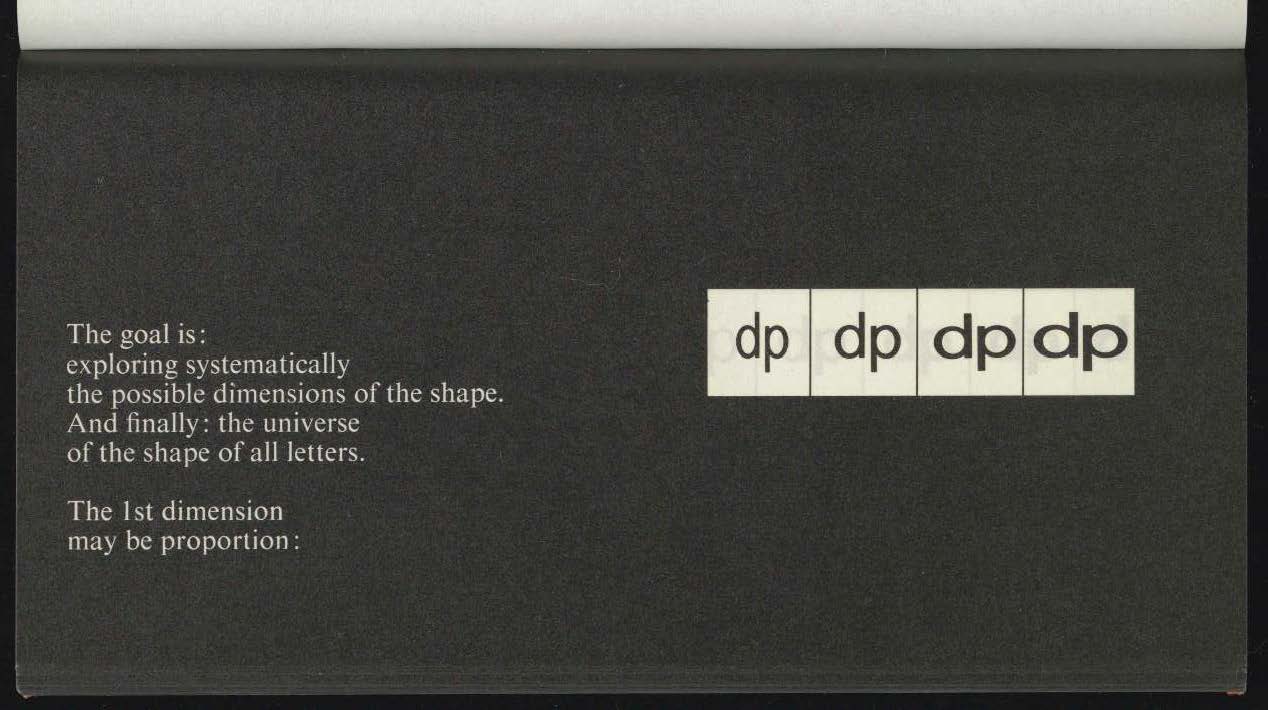 The goal is:
exploring systematically
the possible dimensions of the shape.
And finally: the universe
of the shape of all letters.
The 1st dimension
may be proportion:
dp dp dp dp